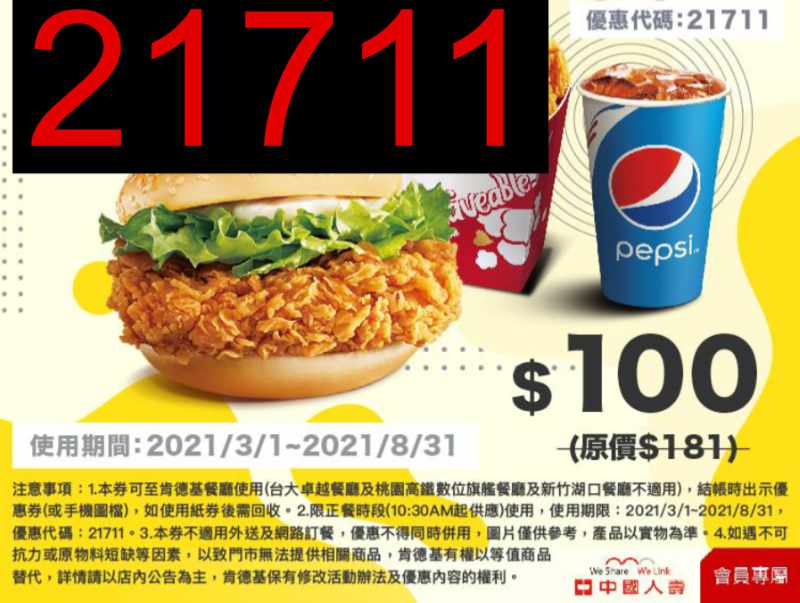 優惠代碼:21711
21711
iveable
pepsi
$100
(原價$181)
使用期間:2021/3/1~2021/8/31
注意事項：1.本券可至肯德基餐廳使用(台大卓越餐廳及桃園高鐵數位旗艦餐廳及新竹湖口餐廳不適用)，結帳時出示優
惠券(或手機圖檔)，如使用紙券後需回收。2.限正餐時段(10:30AM起供應)使用，使用期限：2021/3/1~2021/8/31，
優惠代碼：21711。3.本券不適用外送及網路訂餐，優惠不得同時併用，圖片僅供參考，產品以實物為準。4.如遇不可
抗力或原物料短缺等因素，以致門市無法提供相關商品，肯德基有權以等值商品
替代，詳情請以店內公告為主，肯德基保有修改活動辦法及優惠內容的權利。
We Share We Link
中國人壽
會員專屬